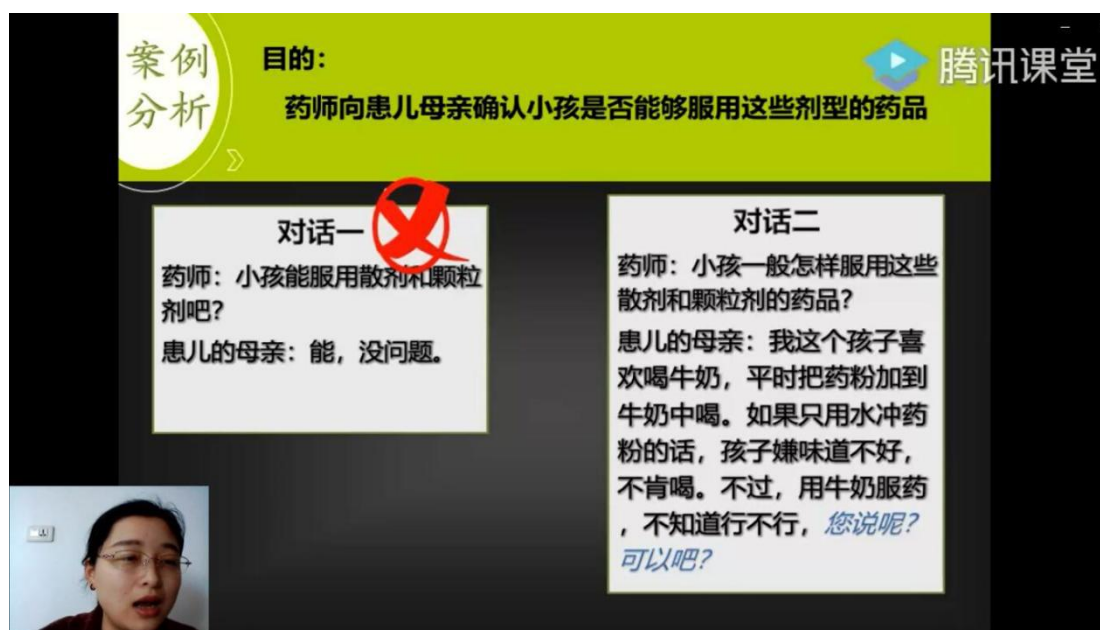 案例
分析
目的：
药师向患儿母亲确认小孩是否能够服用这些剂型的药品
腾讯课堂
对话一
药师：小孩能服用散剂和颗粒
剂吧？
患儿的母亲：能，没问题。
对话二
药师：小孩一般怎样服用这些
散剂和颗粒剂的药品？
患儿的母亲：我这个孩子喜
欢喝牛奶，平时把药粉加到
牛奶中喝。如果只用水冲药
粉的话，孩子嫌味道不好，
不肯喝。不过，用牛奶服药
，不知道行不行，您说呢？
可以吧？